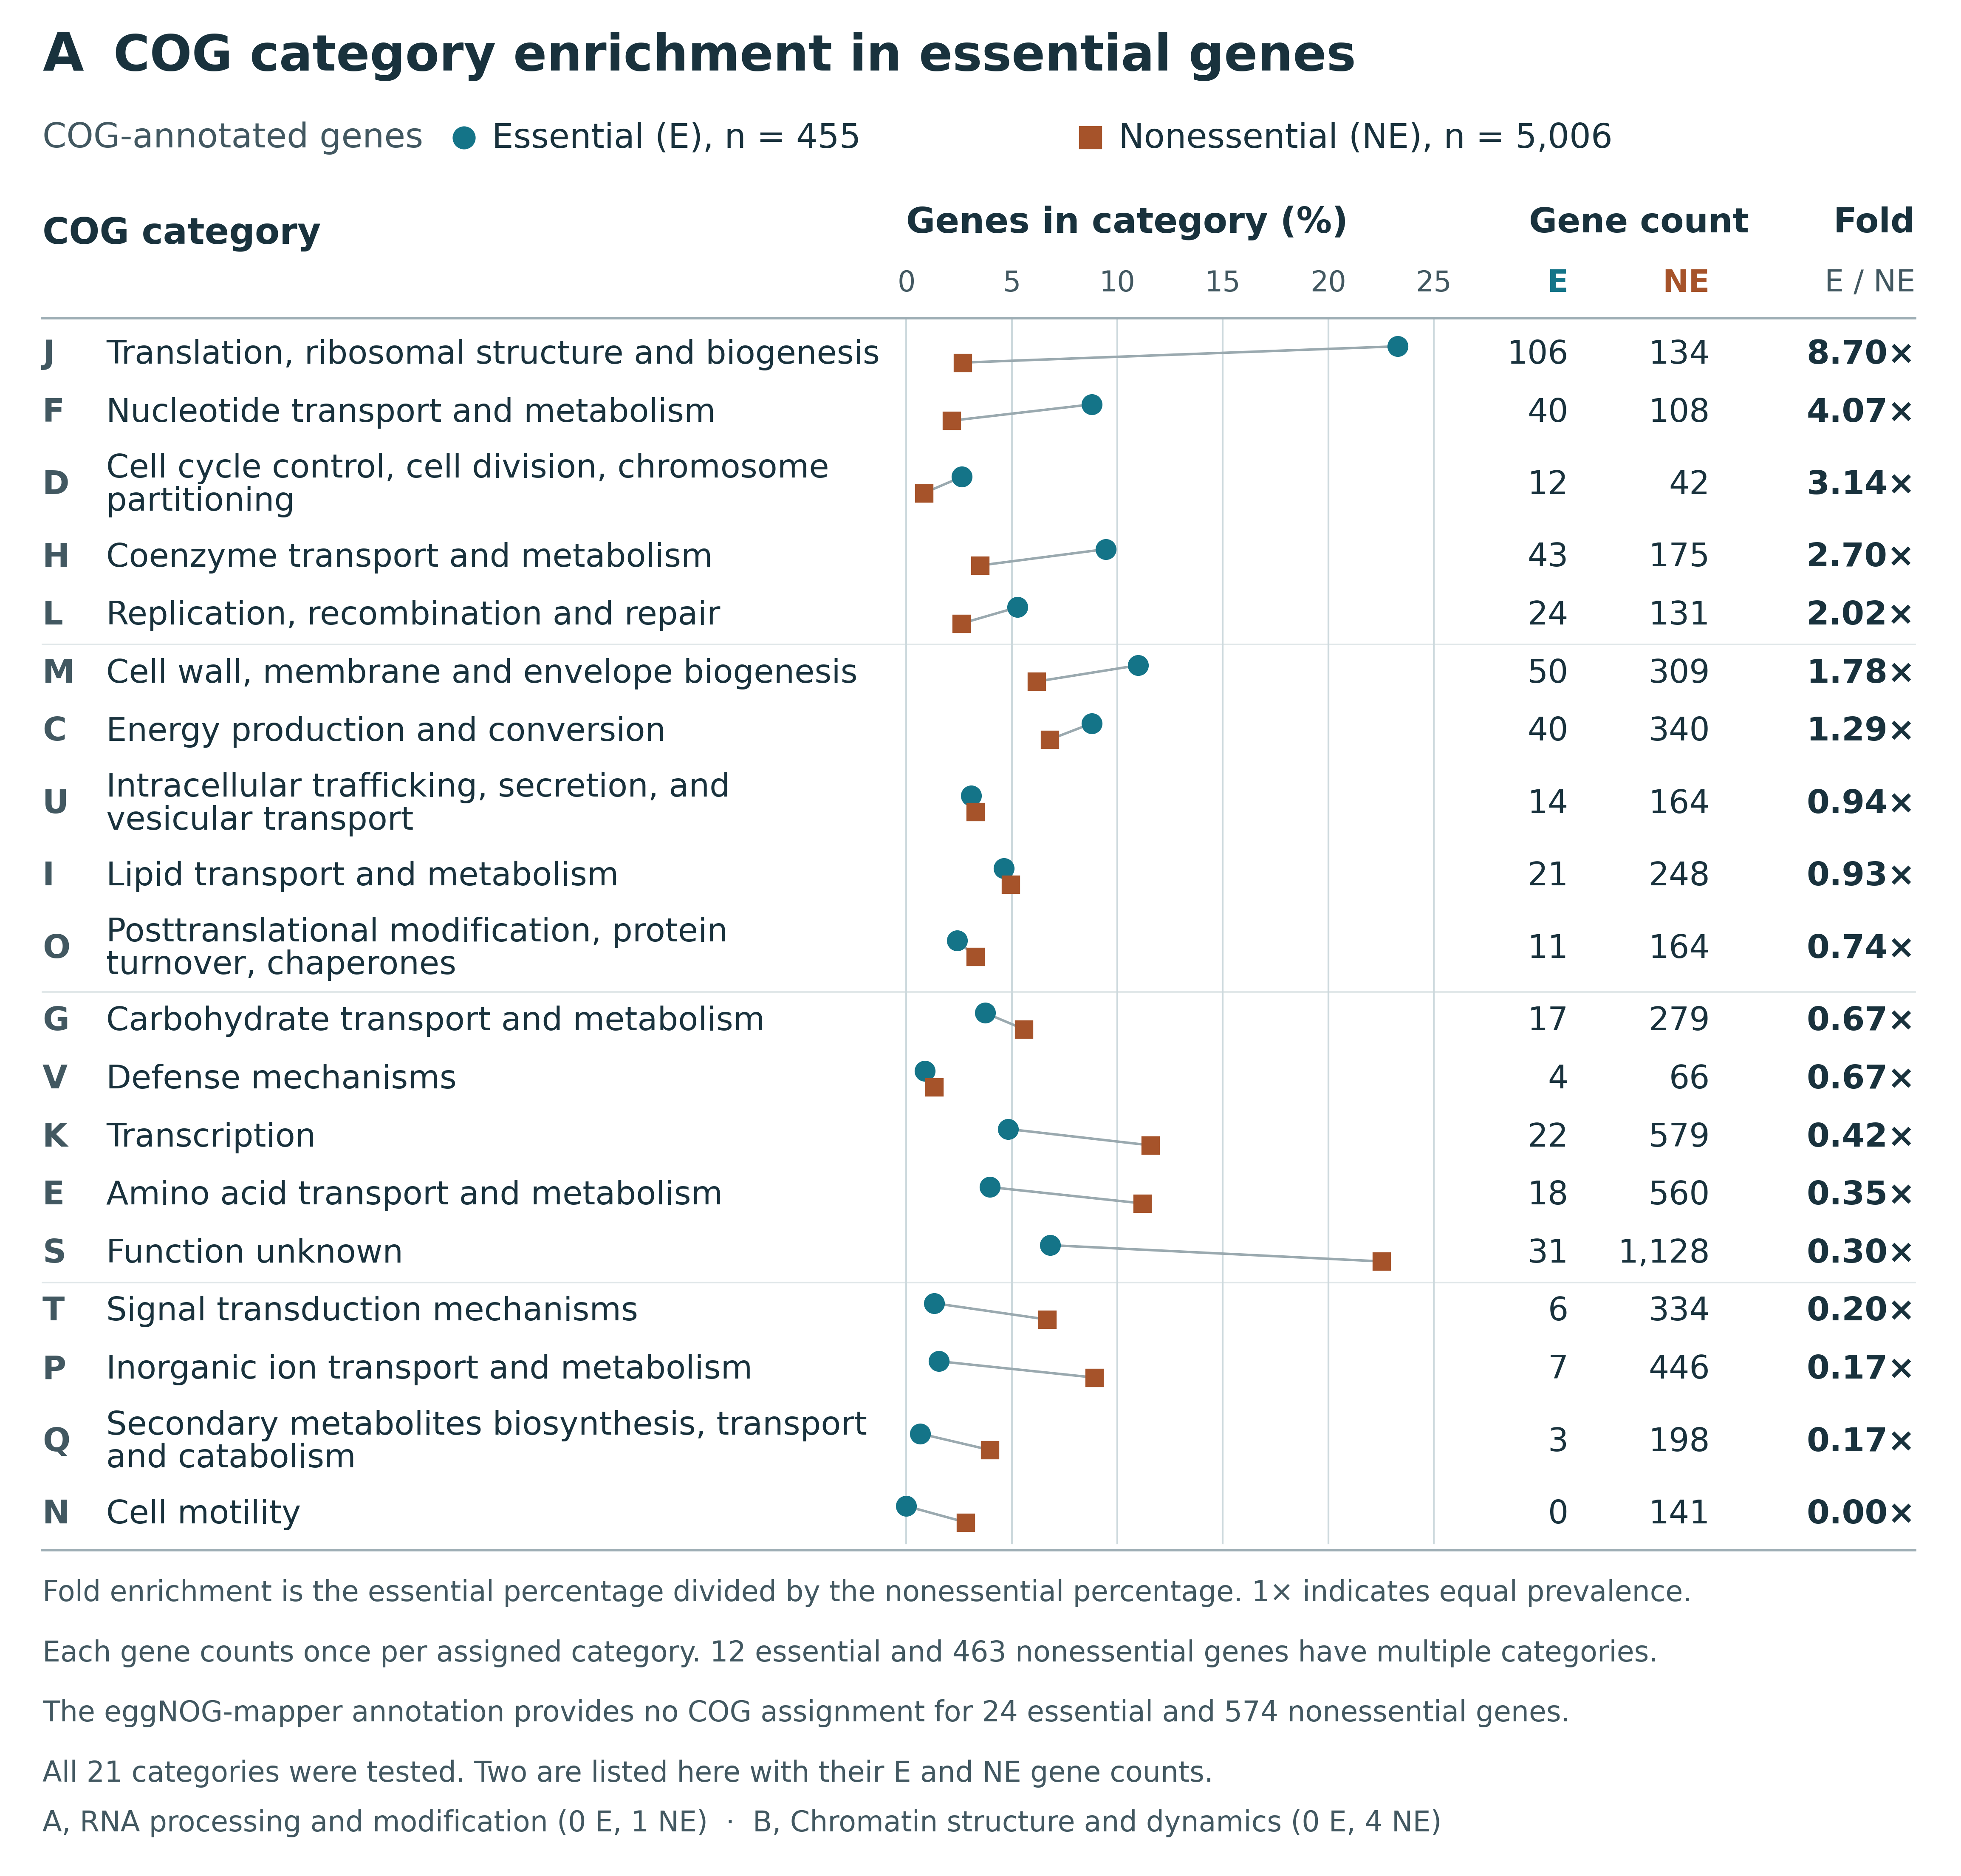 A COG category enrichment in essential genes
COG-annotated genes Essential (E), n = 455 Nonessential (NE), n = 5,006
COG category Genes in category (%) Gene count Fold
0 5 10 15 20 25 E NE E / NE
J Translation, ribosomal structure and biogenesis 106 134 8.70×
F Nucleotide transport and metabolism 40 108 4.07×
D Cell cycle control, cell division, chromosome
partitioning 12 42 3.14×
H Coenzyme transport and metabolism 43 175 2.70×
L Replication, recombination and repair 24 131 2.02×
M Cell wall, membrane and envelope biogenesis 50 309 1.78×
C Energy production and conversion 40 340 1.29×
U Intracellular trafficking, secretion, and
vesicular transport 14 164 0.94×
I Lipid transport and metabolism 21 248 0.93×
O Posttranslational modification, protein
turnover, chaperones 11 164 0.74×
G Carbohydrate transport and metabolism 17 279 0.67×
V Defense mechanisms 4 66 0.67×
K Transcription 22 579 0.42×
E Amino acid transport and metabolism 18 560 0.35×
S Function unknown 31 1,128 0.30×
T Signal transduction mechanisms 6 334 0.20×
P Inorganic ion transport and metabolism 7 446 0.17×
Q Secondary metabolites biosynthesis, transport
and catabolism 3 198 0.17×
N Cell motility 0 141 0.00×
Fold enrichment is the essential percentage divided by the nonessential percentage. 1× indicates equal prevalence.
Each gene counts once per assigned category. 12 essential and 463 nonessential genes have multiple categories.
The eggNOG-mapper annotation provides no COG assignment for 24 essential and 574 nonessential genes.
All 21 categories were tested. Two are listed here with their E and NE gene counts.
A, RNA processing and modification (0 E, 1 NE) · B, Chromatin structure and dynamics (0 E, 4 NE)